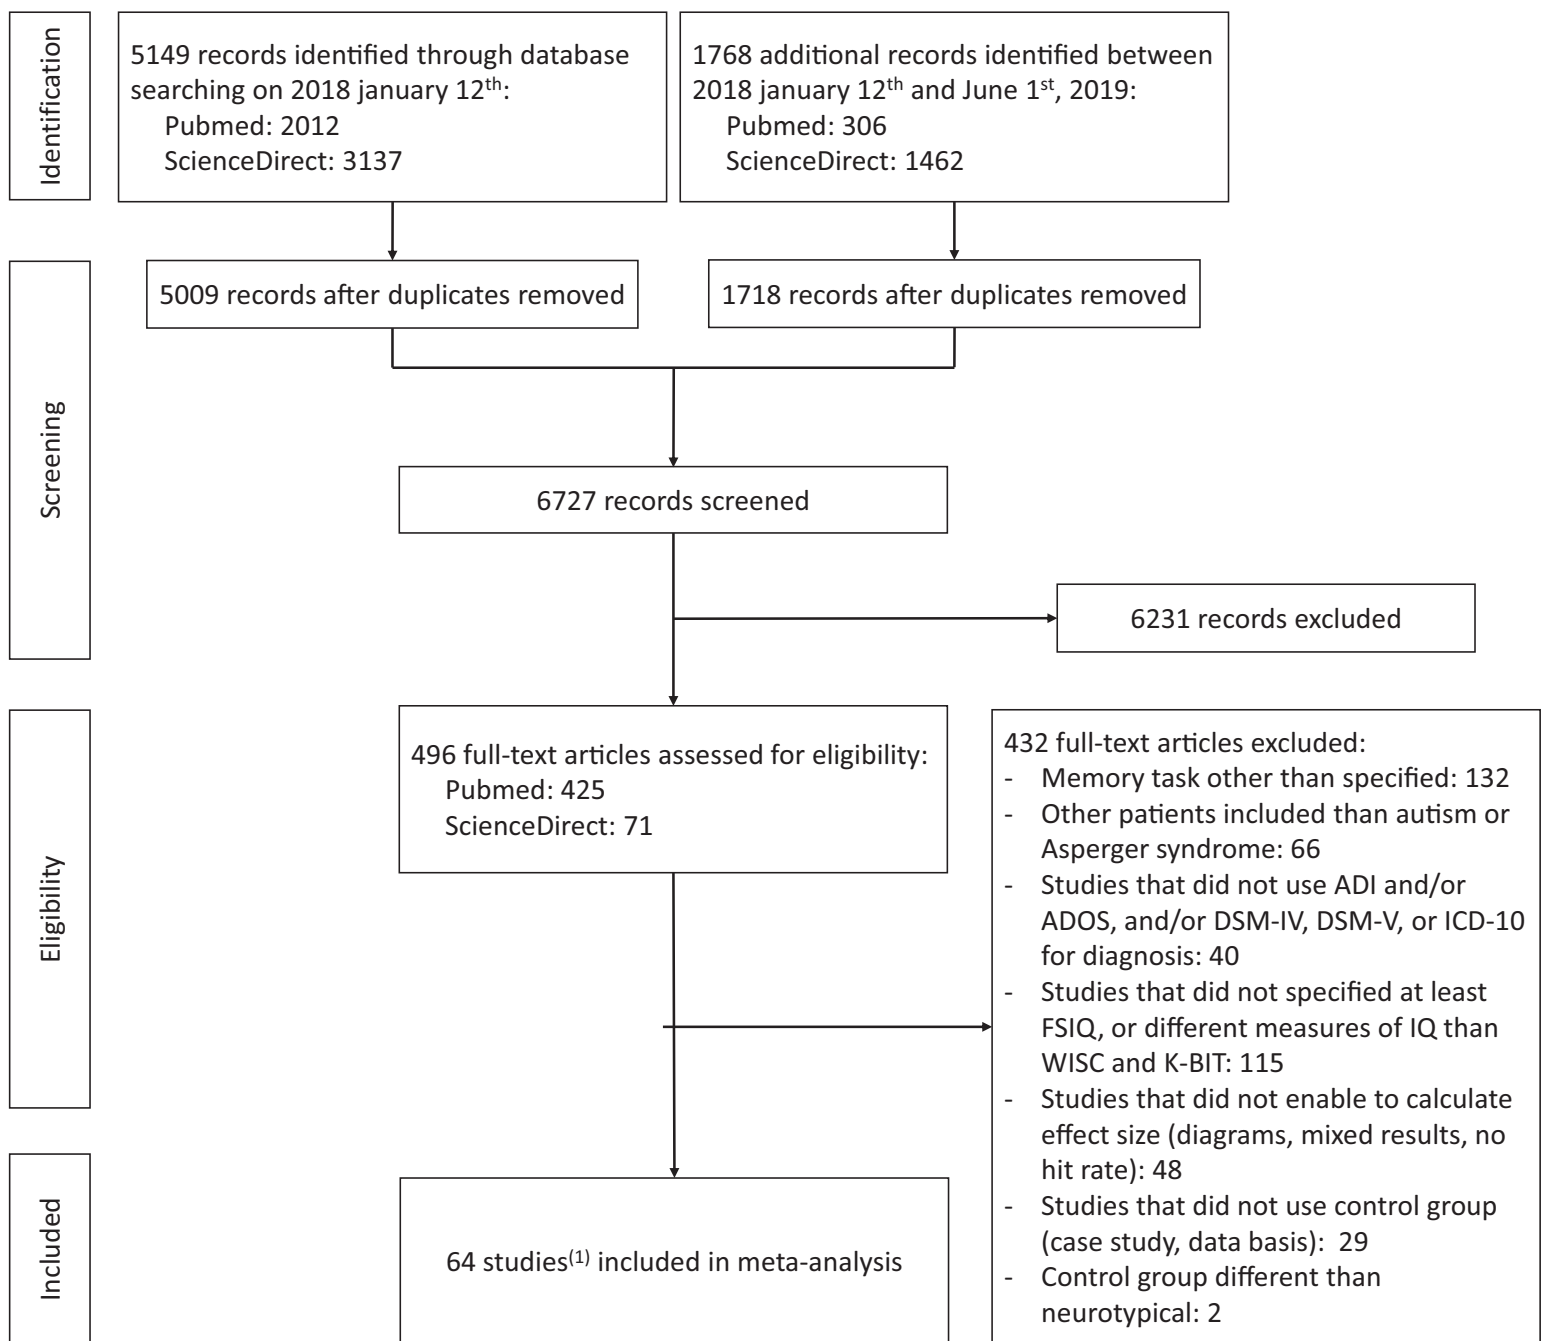 Identification
5149 records identified through database
searching on 2018 january 12th:
Pubmed: 2012
ScienceDirect: 3137
1768 additional records identified between
2018 january 12th and June 1st, 2019:
Pubmed: 306
ScienceDirect: 1462
Screening
5009 records after duplicates removed
1718 records after duplicates removed
6727 records screened
6231 records excluded
Eligibility
496 full-text articles assessed for eligibility:
Pubmed: 425
ScienceDirect: 71
432 full-text articles excluded:
- Memory task other than specified: 132
- Other patients included than autism or
Asperger syndrome: 66
- Studies that did not use ADI and/or
ADOS, and/or DSM-IV, DSM-V, or ICD-10
for diagnosis: 40
- Studies that did not specified at least
FSIQ, or different measures of IQ than
WISC and K-BIT: 115
- Studies that did not enable to calculate
effect size (diagrams, mixed results, no
hit rate): 48
- Studies that did not use control group
(case study, data basis): 29
- Control group different than
neurotypical: 2
Included
64 studies(1) included in meta-analysis